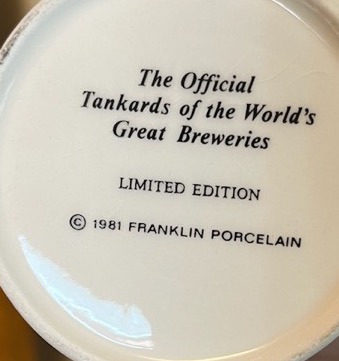 The Official
Tankards of the World's
Great Breweries
LIMITED EDITION
© 1981 FRANKLIN PORCELAIN